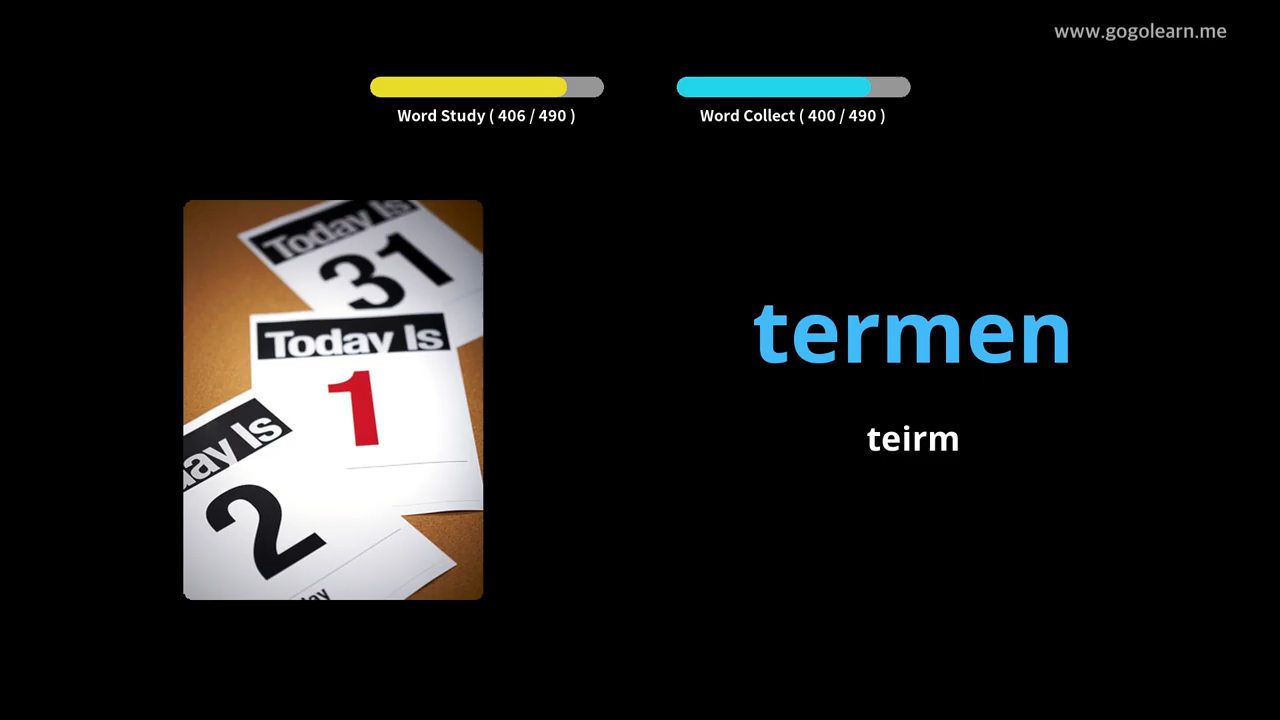 www.gogolearn.me
Word Study ( 406 / 490 )
Word Collect ( 400 / 490 )
Today Is
31
Today Is
1
ay Is
2
termen
teirm